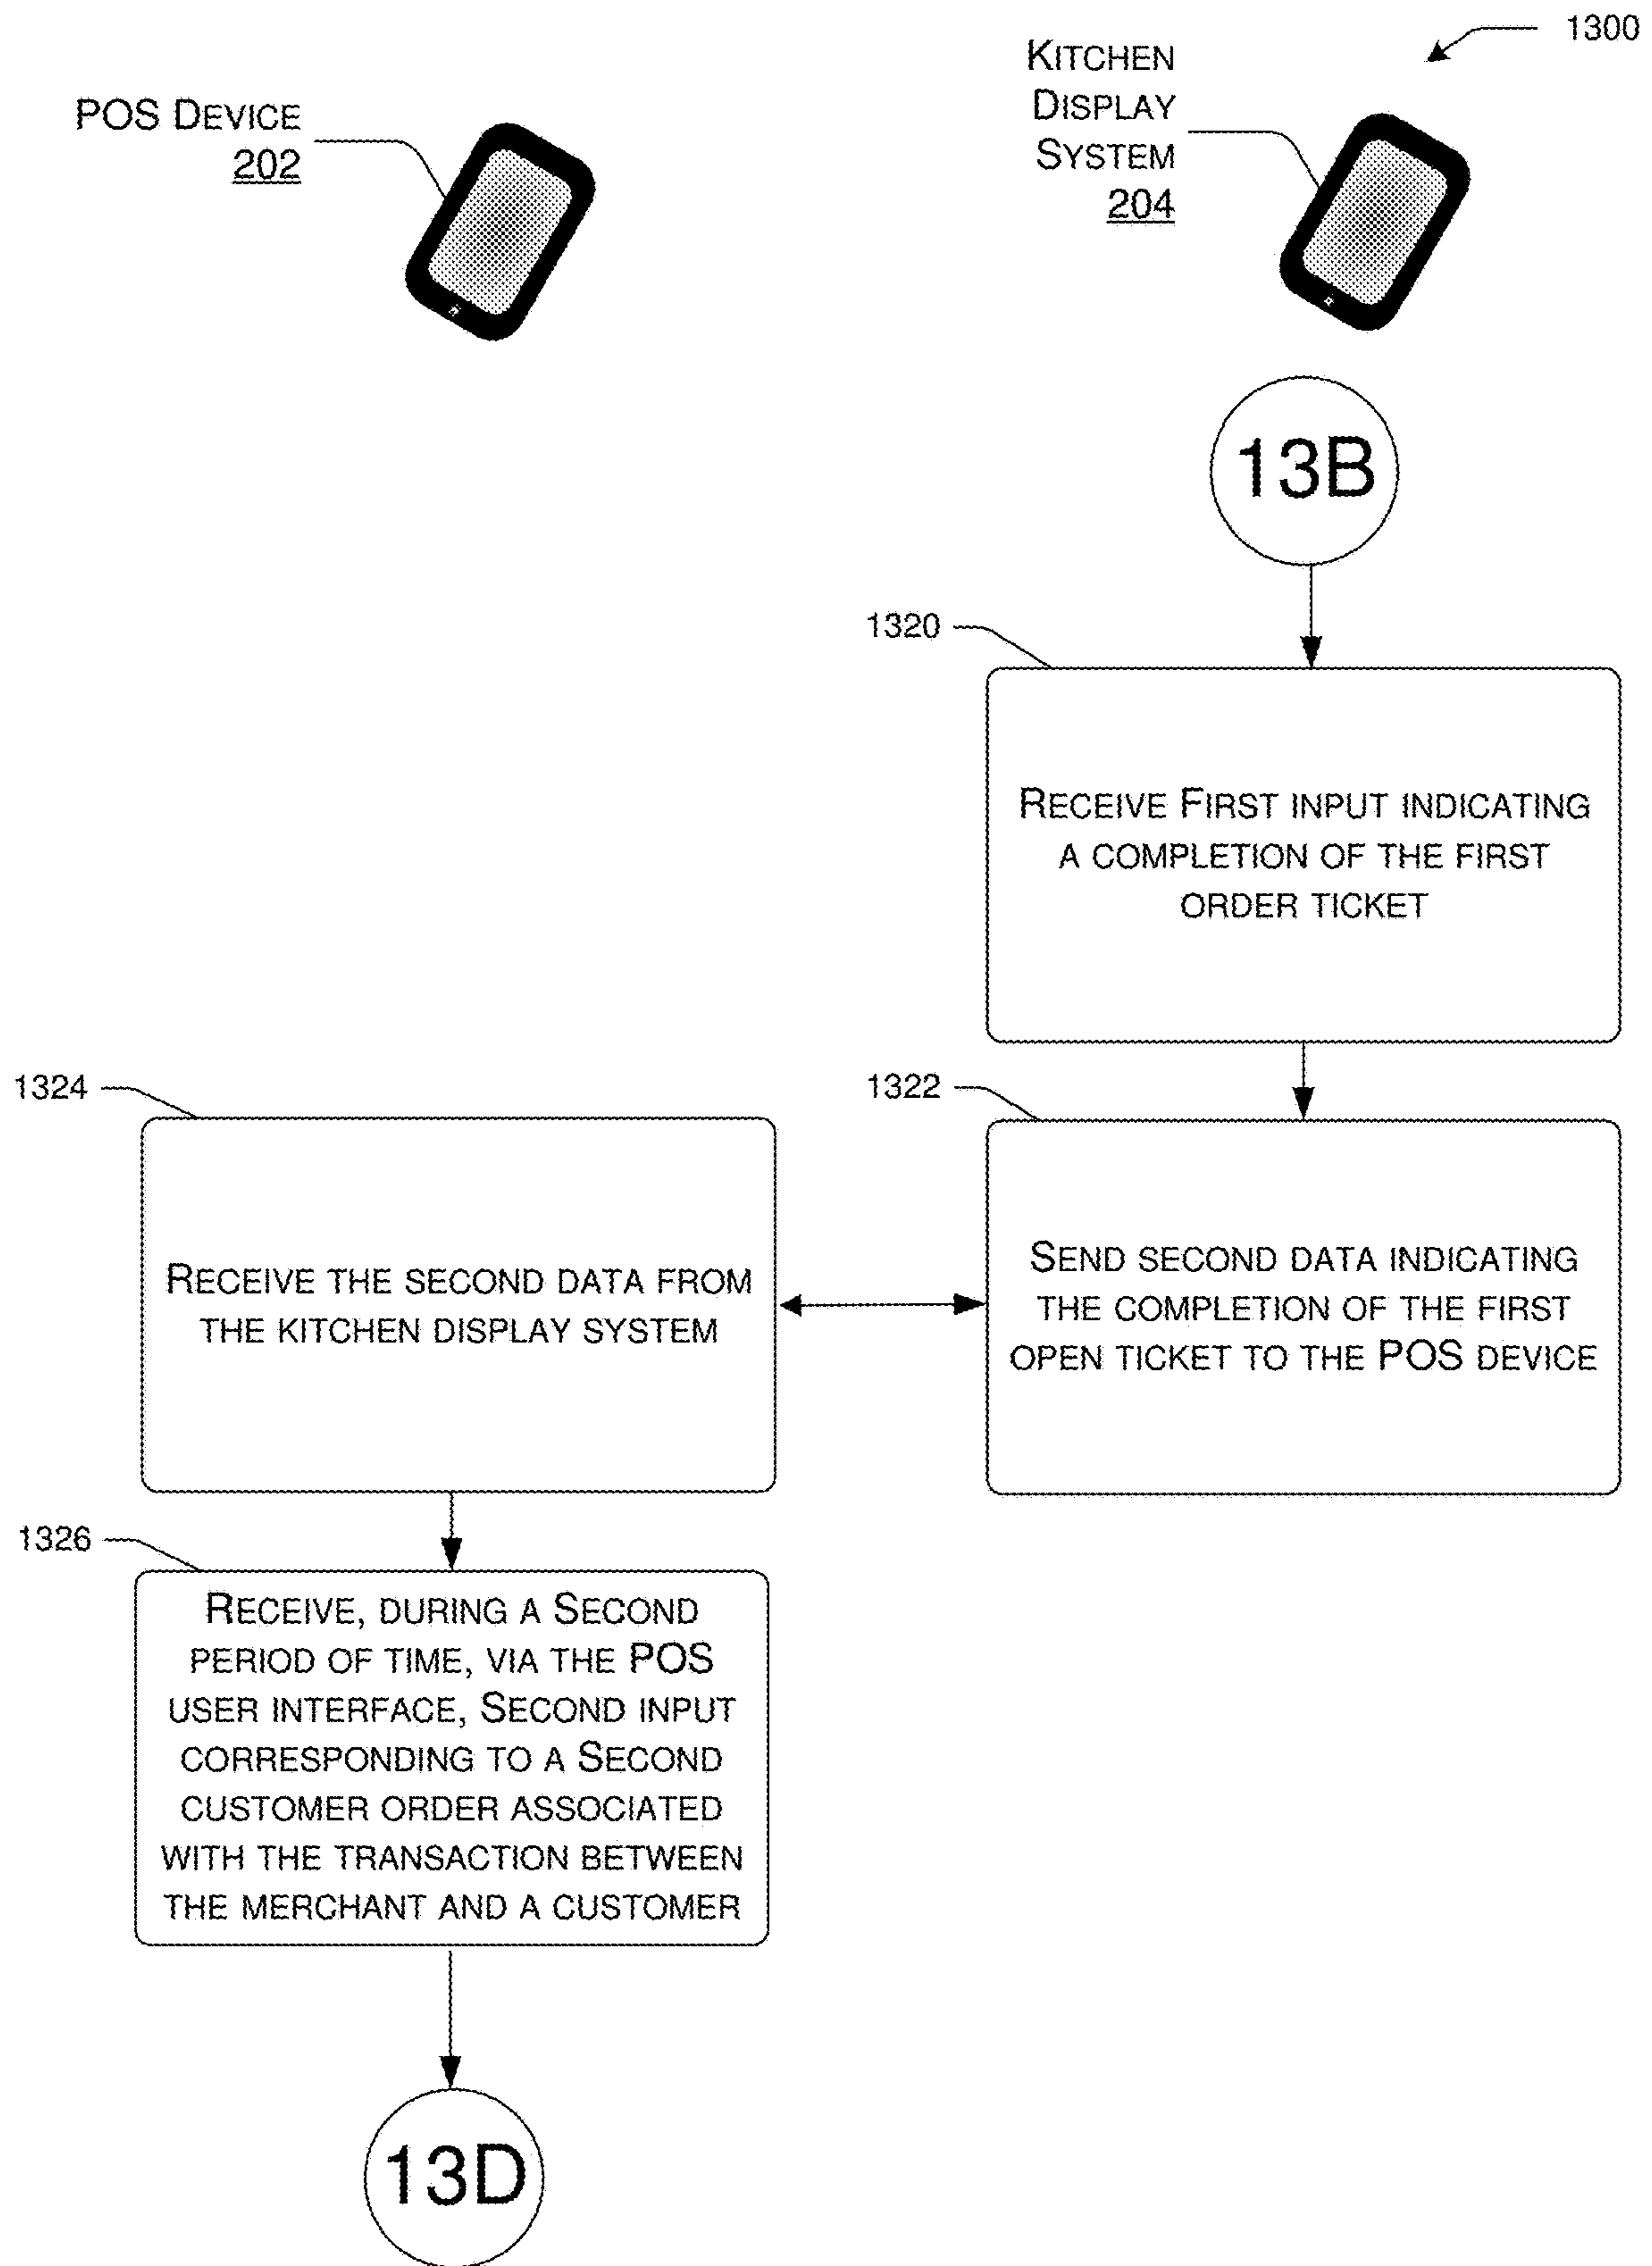 1300
POS DEVICE
202
KITCHEN
DISPLAY
SYSTEM
204
13B
1320
RECEIVE FIRST INPUT INDICATING
A COMPLETION OF THE FIRST
ORDER TICKET
1324
1322
RECEIVE THE SECOND DATA FROM
THE KITCHEN DISPLAY SYSTEM
SEND SECOND DATA INDICATING
THE COMPLETION OF THE FIRST
OPEN TICKET TO THE POS DEVICE
1326
RECEIVE, DURING A SECOND
PERIOD OF TIME, VIA THE POS
USER INTERFACE, SECOND INPUT
CORRESPONDING TO A SECOND
CUSTOMER ORDER ASSOCIATED
WITH THE TRANSACTION BETWEEN
THE MERCHANT AND A CUSTOMER
13D